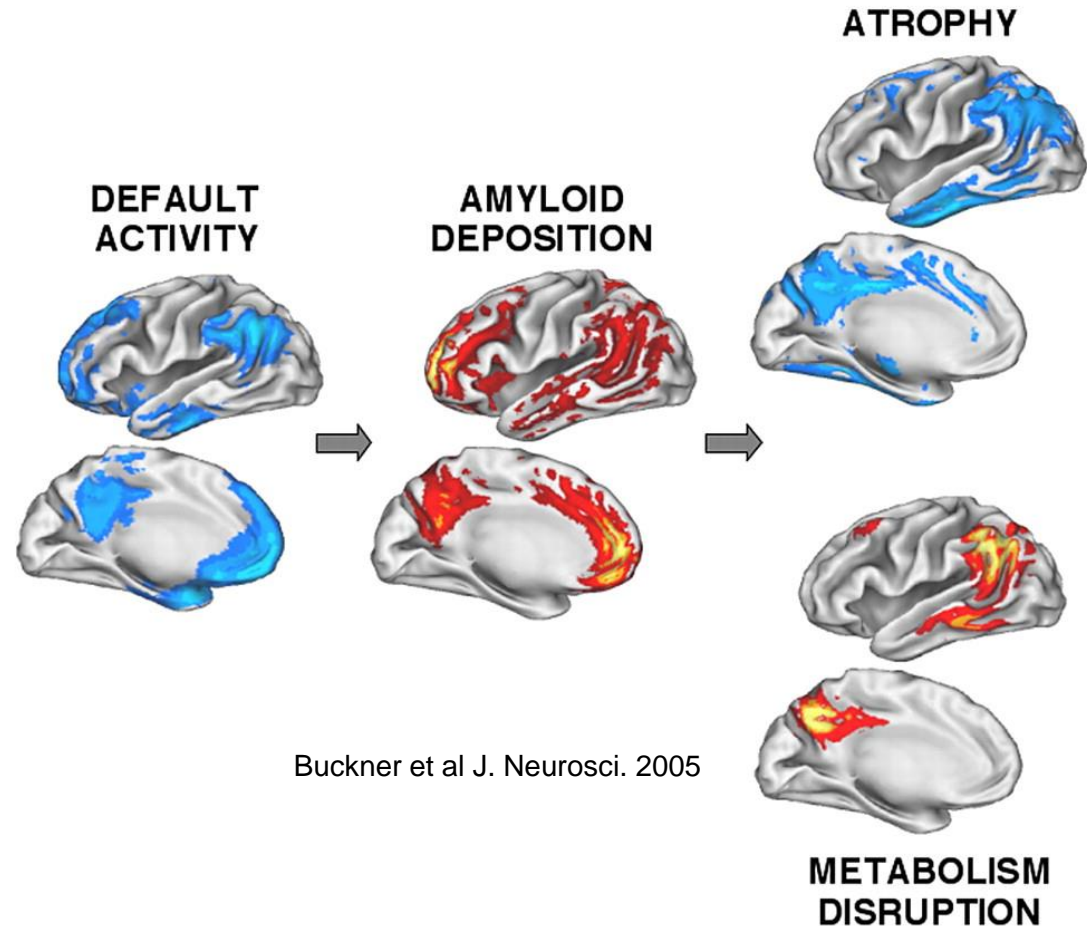 DEFAULT
ACTIVITY
AMYLOID
DEPOSITION
ATROPHY
Buckner et al J. Neurosci. 2005
METABOLISM
DISRUPTION